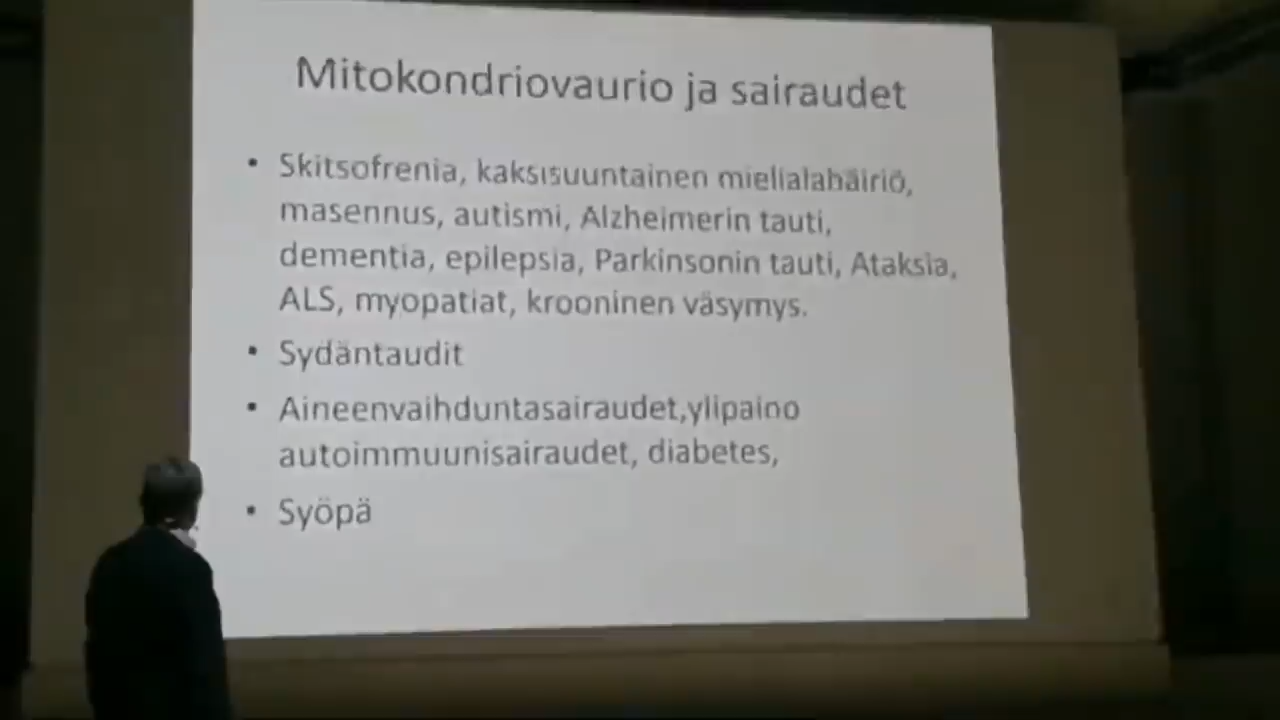 Mitokondriovaurio ja sairaudet
• Skitsofrenia, kaksisuuntainen mielialahäiriö,
masennus, autismi, Alzheimerin tauti,
dementia, epilepsia, Parkinsonin tauti, Ataksia,
ALS, myopatiat, krooninen väsymys.
• Sydäntaudit
• Aineenvaihduntasairaudet,ylipaino
autoimmuunisairaudet, diabetes,
• Syöpä